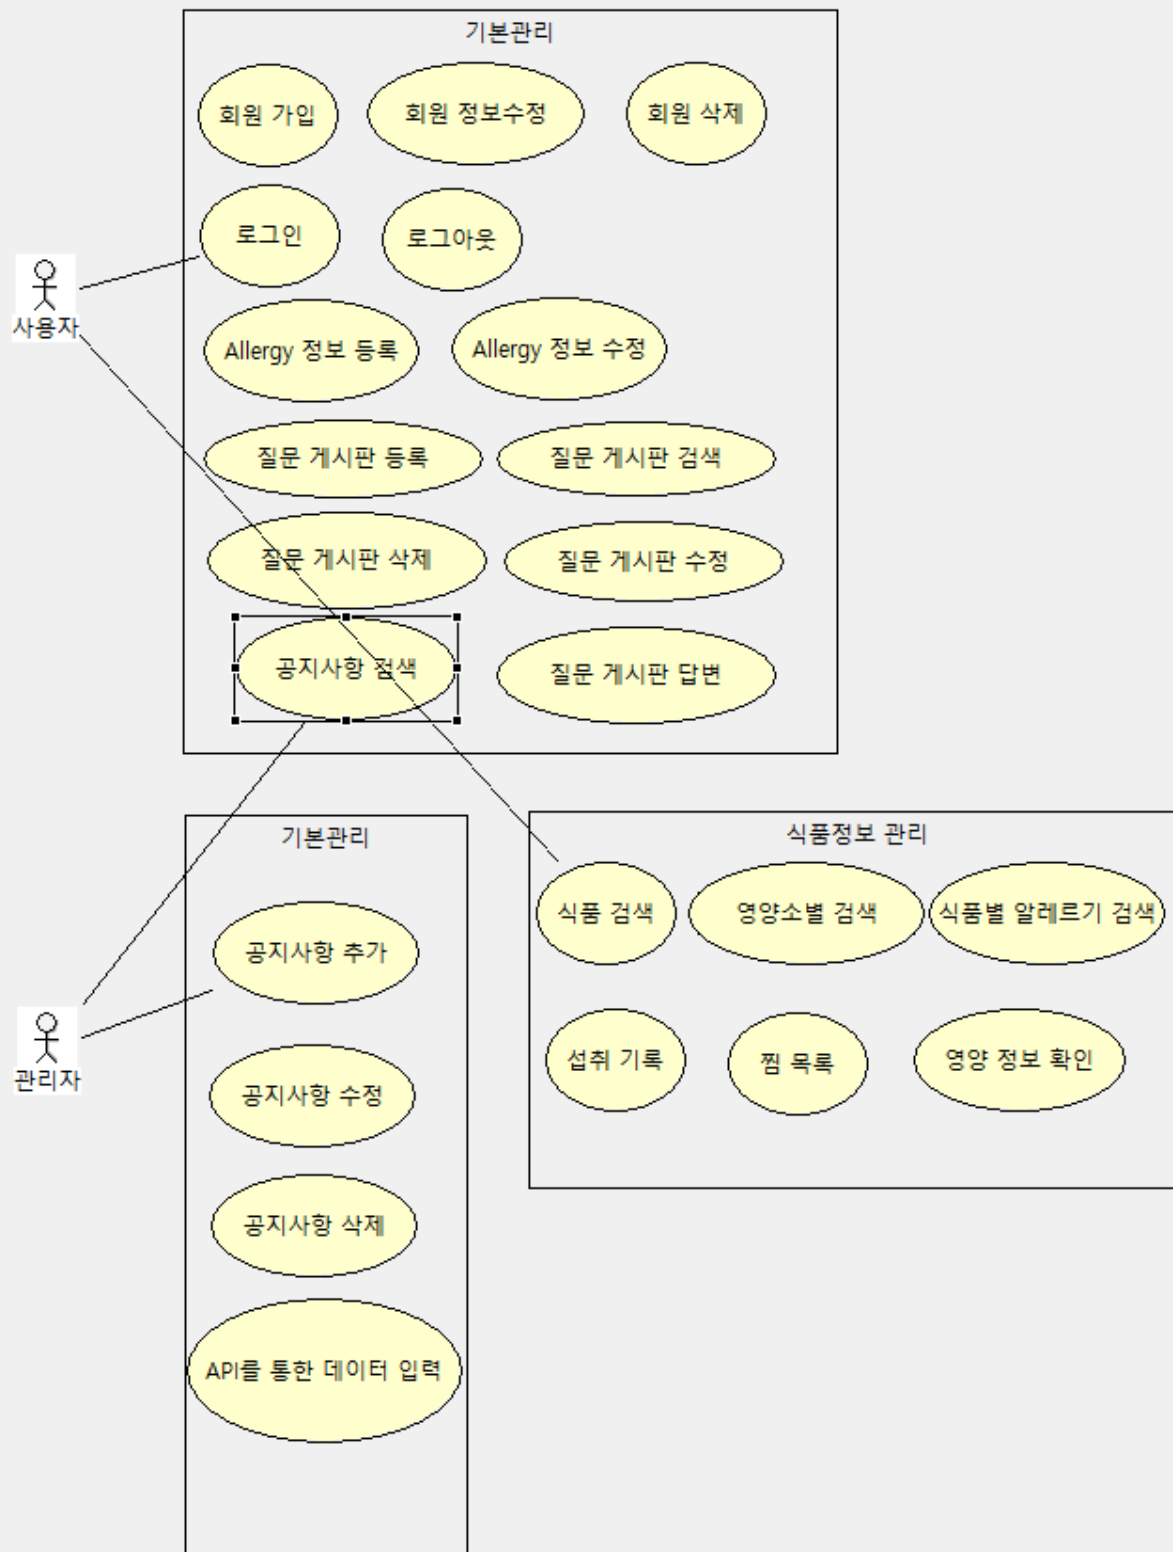 기본관리
회원 가입
회원 정보수정
회원 삭제
로그인
로그아웃
사용자
Allergy 정보 등록
Allergy 정보 수정
질문 게시판 등록
질문 게시판 검색
질문 게시판 삭제
질문 게시판 수정
공지사항 검색
질문 게시판 답변
기본관리
식품정보 관리
공지사항 추가
식품 검색
영양소별 검색
식품별 알레르기 검색
관리자
공지사항 수정
섭취 기록
찜 목록
영양 정보 확인
공지사항 삭제
API를 통한 데이터 입력